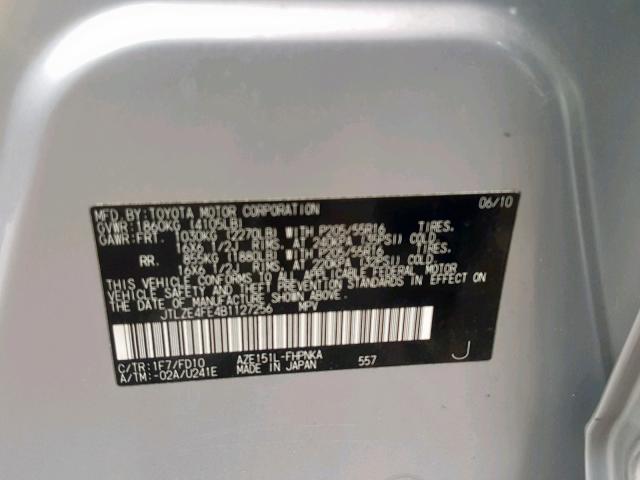 MFD. BY: TOYOTA MOTOR CORPORATION 06/10
GVWR: 1860KG (4105LB)
GAWR: FRT. 1030KG (2270LB) WITH P205/55R16 TIRES,
16X6 1/2J RIMS, AT 240KPA (35PSI) COLD.
RR. 855KG (1880LB) WITH P205/55R16 TIRES,
16X6 1/2J RIMS, AT 220KPA (32PSI) COLD.
THIS VEHICLE CONFORMS TO ALL APPLICABLE FEDERAL MOTOR
VEHICLE SAFETY AND THEFT PREVENTION STANDARDS IN EFFECT ON
THE DATE OF MANUFACTURE SHOWN ABOVE.
JTLZE4FE4B1127256 MPV
C/TR: 1F7/FD10 AZE151L-FHPNKA 557
A/TM: -02A/U241E MADE IN JAPAN J